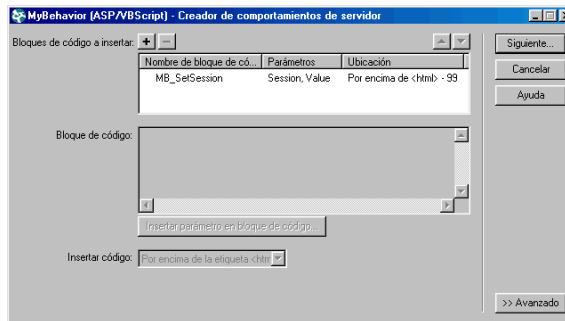 MyBehavior (ASP/VBScript) - Creador de comportamientos de servidor
Bloques de código a insertar:
Siguiente...
Nombre de bloque de có... Parámetros Ubicación
MB_SetSession Session, Value Por encima de <html> - 99
Cancelar
Ayuda
Bloque de código:
Insertar parámetro en bloque de código...
Insertar código: Por encima de la etiqueta <htm
>> Avanzado